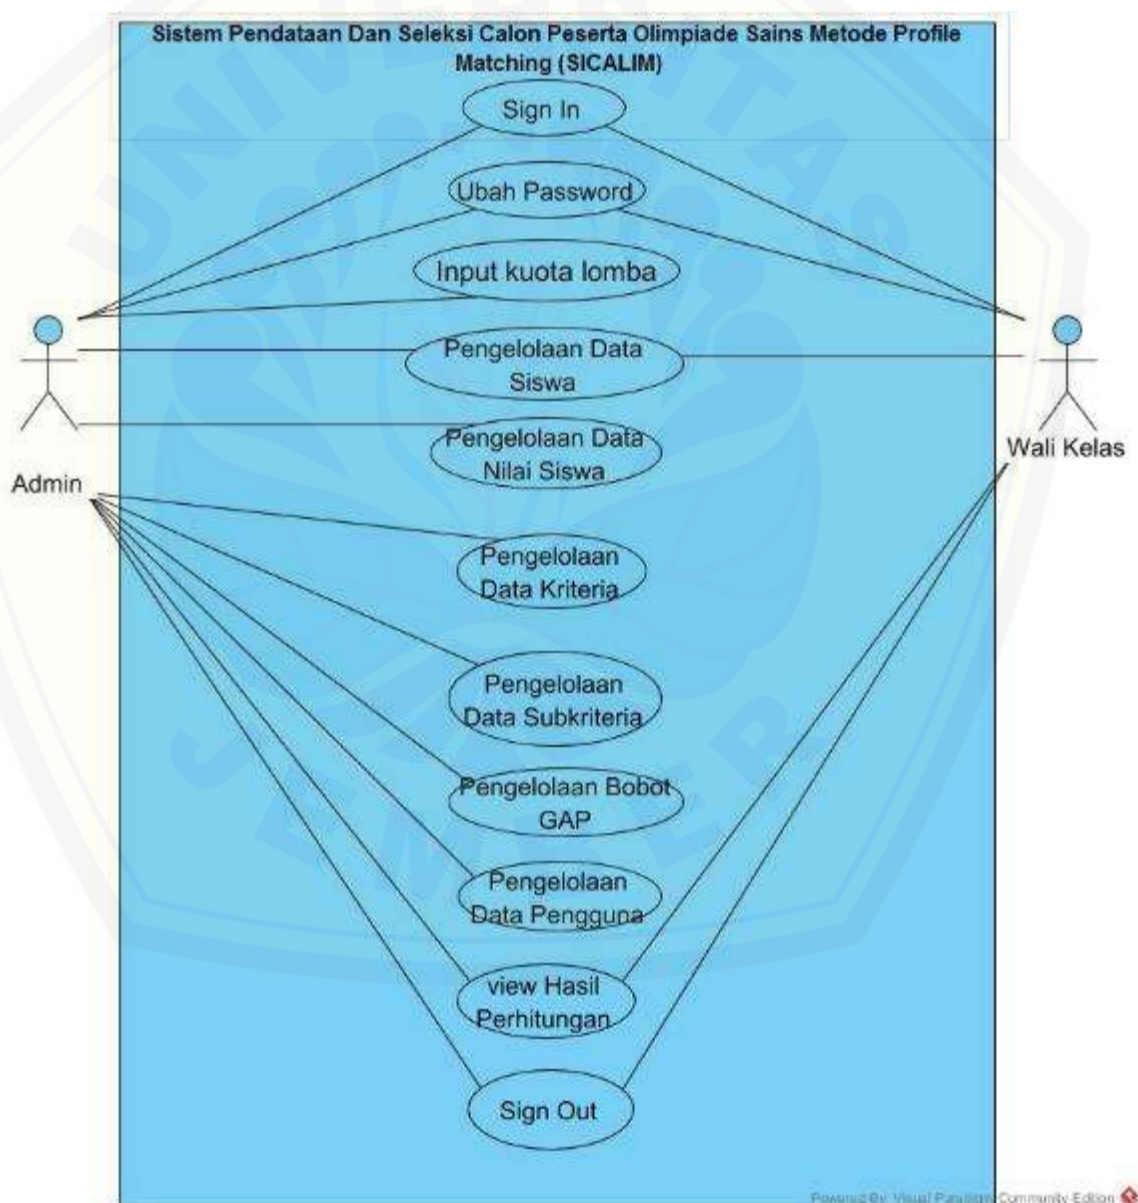 Sistem Pendataan Dan Seleksi Calon Peserta Olimpiade Sains Metode Profile
Matching (SICALIM)
Sign In
Ubah Password
Input kuota lomba
Pengelolaan Data
Siswa
Pengelolaan Data
Nilai Siswa
Wali Kelas
Admin
Pengelolaan
Data Kriteria
Pengelolaan
Data Subkriteria
Pengelolaan Bobot
GAP
Pengelolaan
Data Pengguna
view Hasil
Perhitungan
Sign Out
Powered By Visual Paradigm Community Edition
UNIVERSITAS
JEMBER